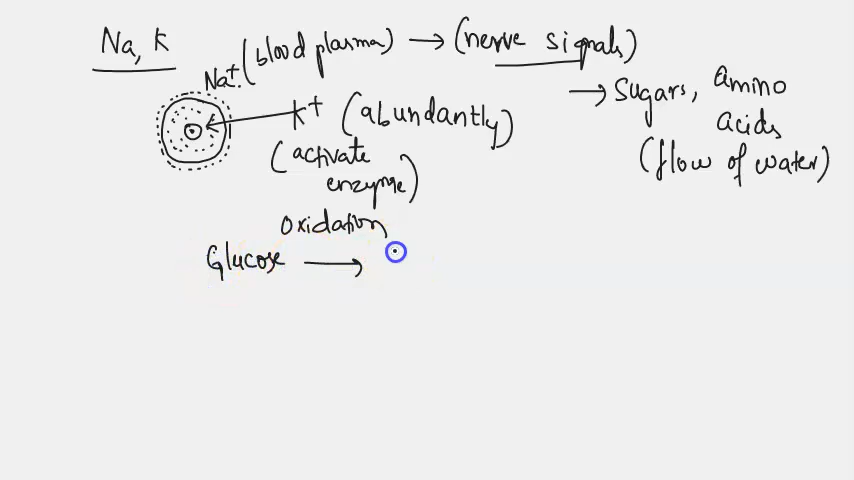 Na, K
Na+ (blood plasma) → (nerve signals)
→ Sugars, amino
acids
(flow of water)
K+ (abundantly)
(activate
enzyme)
Oxidation
Glucose →